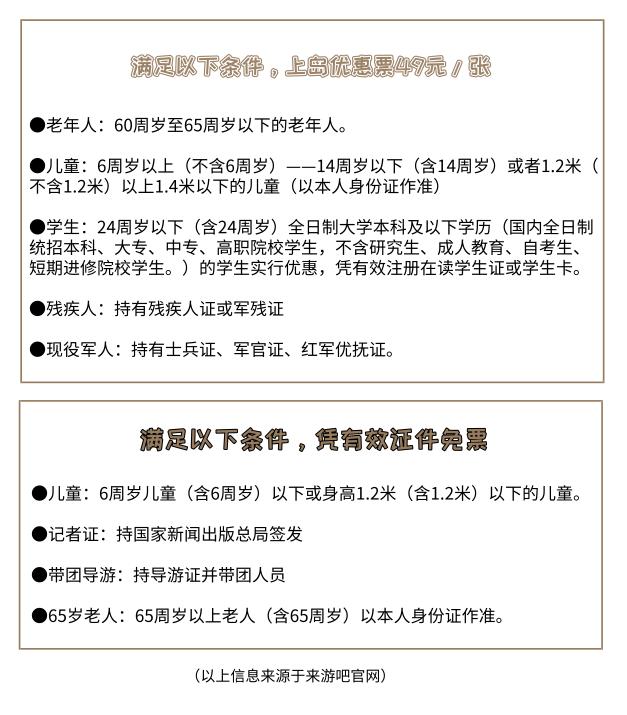 满足以下条件，上岛优惠票49元/张
●老年人：60周岁至65周岁以下的老年人。
●儿童：6周岁以上（不含6周岁）——14周岁以下（含14周岁）或者1.2米（
不含1.2米）以上1.4米以下的儿童（以本人身份证作准）
●学生：24周岁以下（含24周岁）全日制大学本科及以下学历（国内全日制
统招本科、大专、中专、高职院校学生，不含研究生、成人教育、自考生、
短期进修院校学生。）的学生实行优惠，凭有效注册在读学生证或学生卡。
●残疾人：持有残疾人证或军残证
●现役军人：持有士兵证、军官证、红军优抚证。
满足以下条件，凭有效证件免票
●儿童：6周岁儿童（含6周岁）以下或身高1.2米（含1.2米）以下的儿童。
●记者证：持国家新闻出版总局签发
●带团导游：持导游证并带团人员
●65岁老人：65周岁以上老人（含65周岁）以本人身份证作准。
（以上信息来源于来游吧官网）